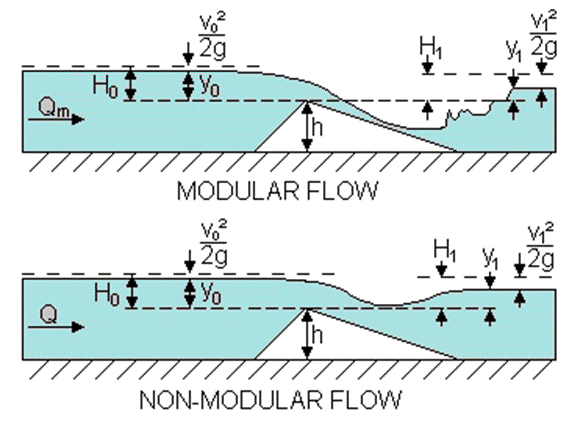 v₀²
2g
H₁
y₁
v₁²
2g
H₀
y₀
Qₘ
h
MODULAR FLOW
v₀²
2g
H₁
y₁
v₁²
2g
H₀
y₀
Q
h
NON-MODULAR FLOW